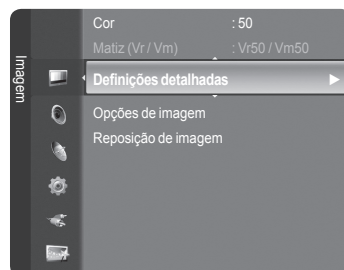 Imagem
Cor : 50
Matiz (Vr / Vm) : Vr50 / Vm50
Definições detalhadas
Opções de imagem
Reposição de imagem